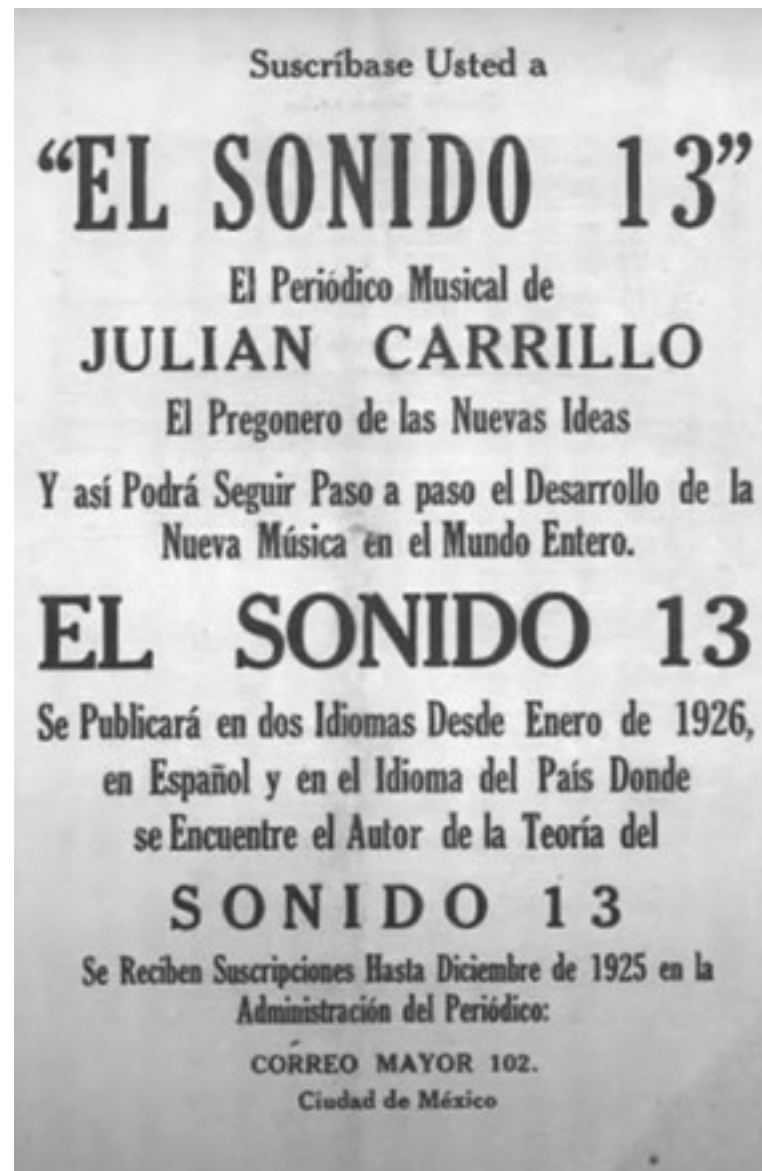 Suscríbase Usted a
“EL SONIDO 13”
El Periódico Musical de
JULIAN CARRILLO
El Pregonero de las Nuevas Ideas
Y así Podrá Seguir Paso a paso el Desarrollo de la
Nueva Música en el Mundo Entero.
EL SONIDO 13
Se Publicará en dos Idiomas Desde Enero de 1926,
en Español y en el Idioma del País Donde
se Encuentre el Autor de la Teoría del
SONIDO 13
Se Reciben Suscripciones Hasta Diciembre de 1925 en la
Administración del Periódico:
CORREO MAYOR 102.
Ciudad de México